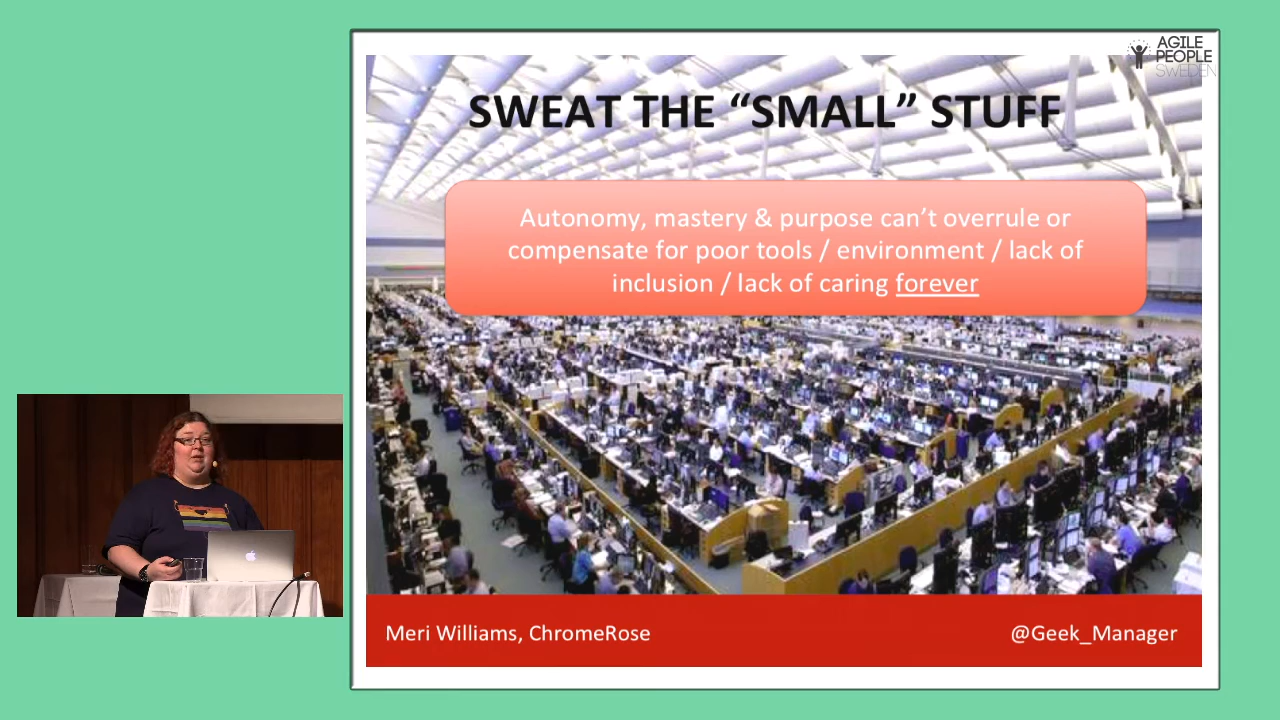 AGILE
PEOPLE
SWEDEN
SWEAT THE “SMALL” STUFF
Autonomy, mastery & purpose can’t overrule or
compensate for poor tools / environment / lack of
inclusion / lack of caring forever
Meri Williams, ChromeRose
@Geek_Manager